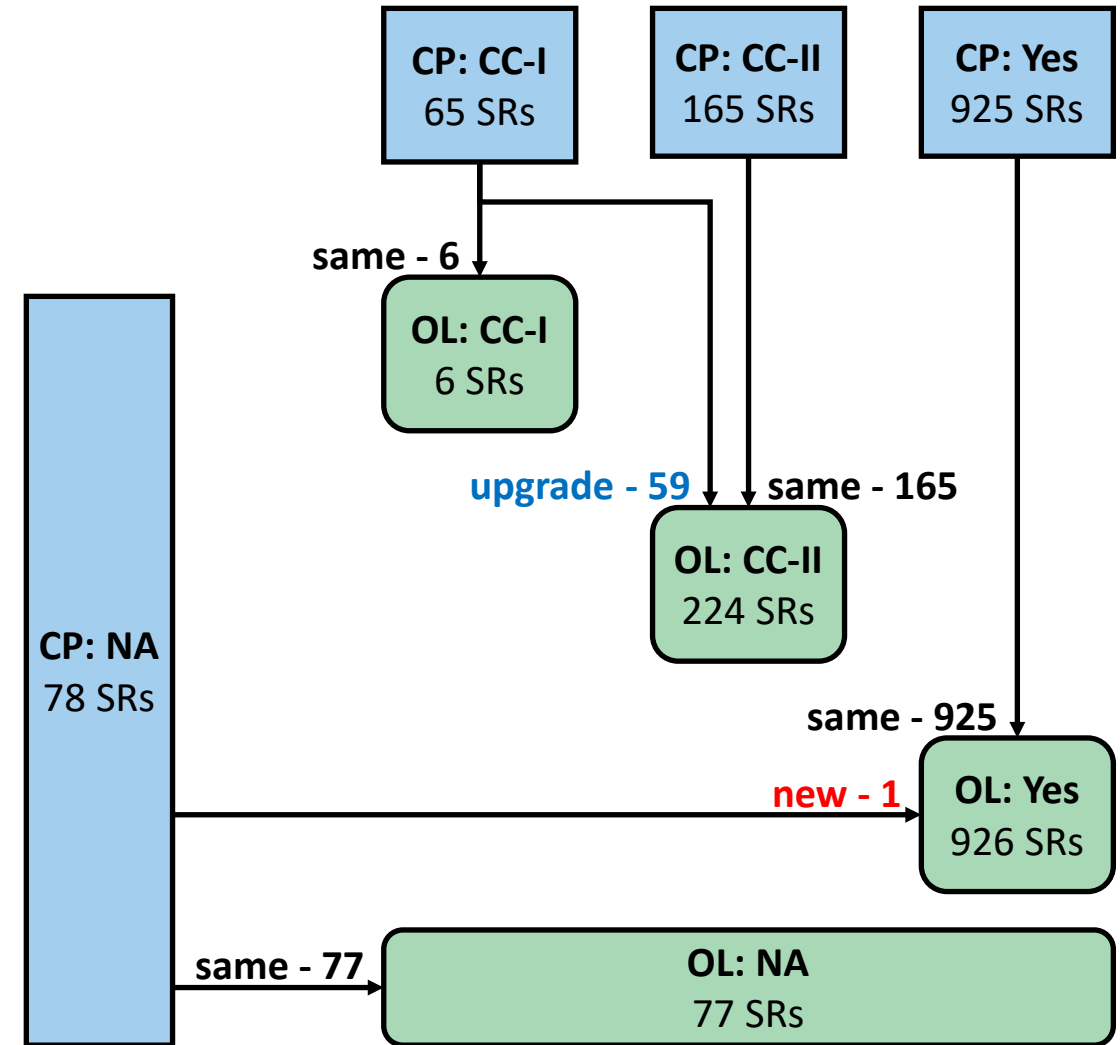 CP: CC-I
65 SRs
CP: CC-II
165 SRs
CP: Yes
925 SRs
same - 6
OL: CC-I
6 SRs
upgrade - 59
same - 165
OL: CC-II
224 SRs
CP: NA
78 SRs
same - 925
new - 1
OL: Yes
926 SRs
same - 77
OL: NA
77 SRs